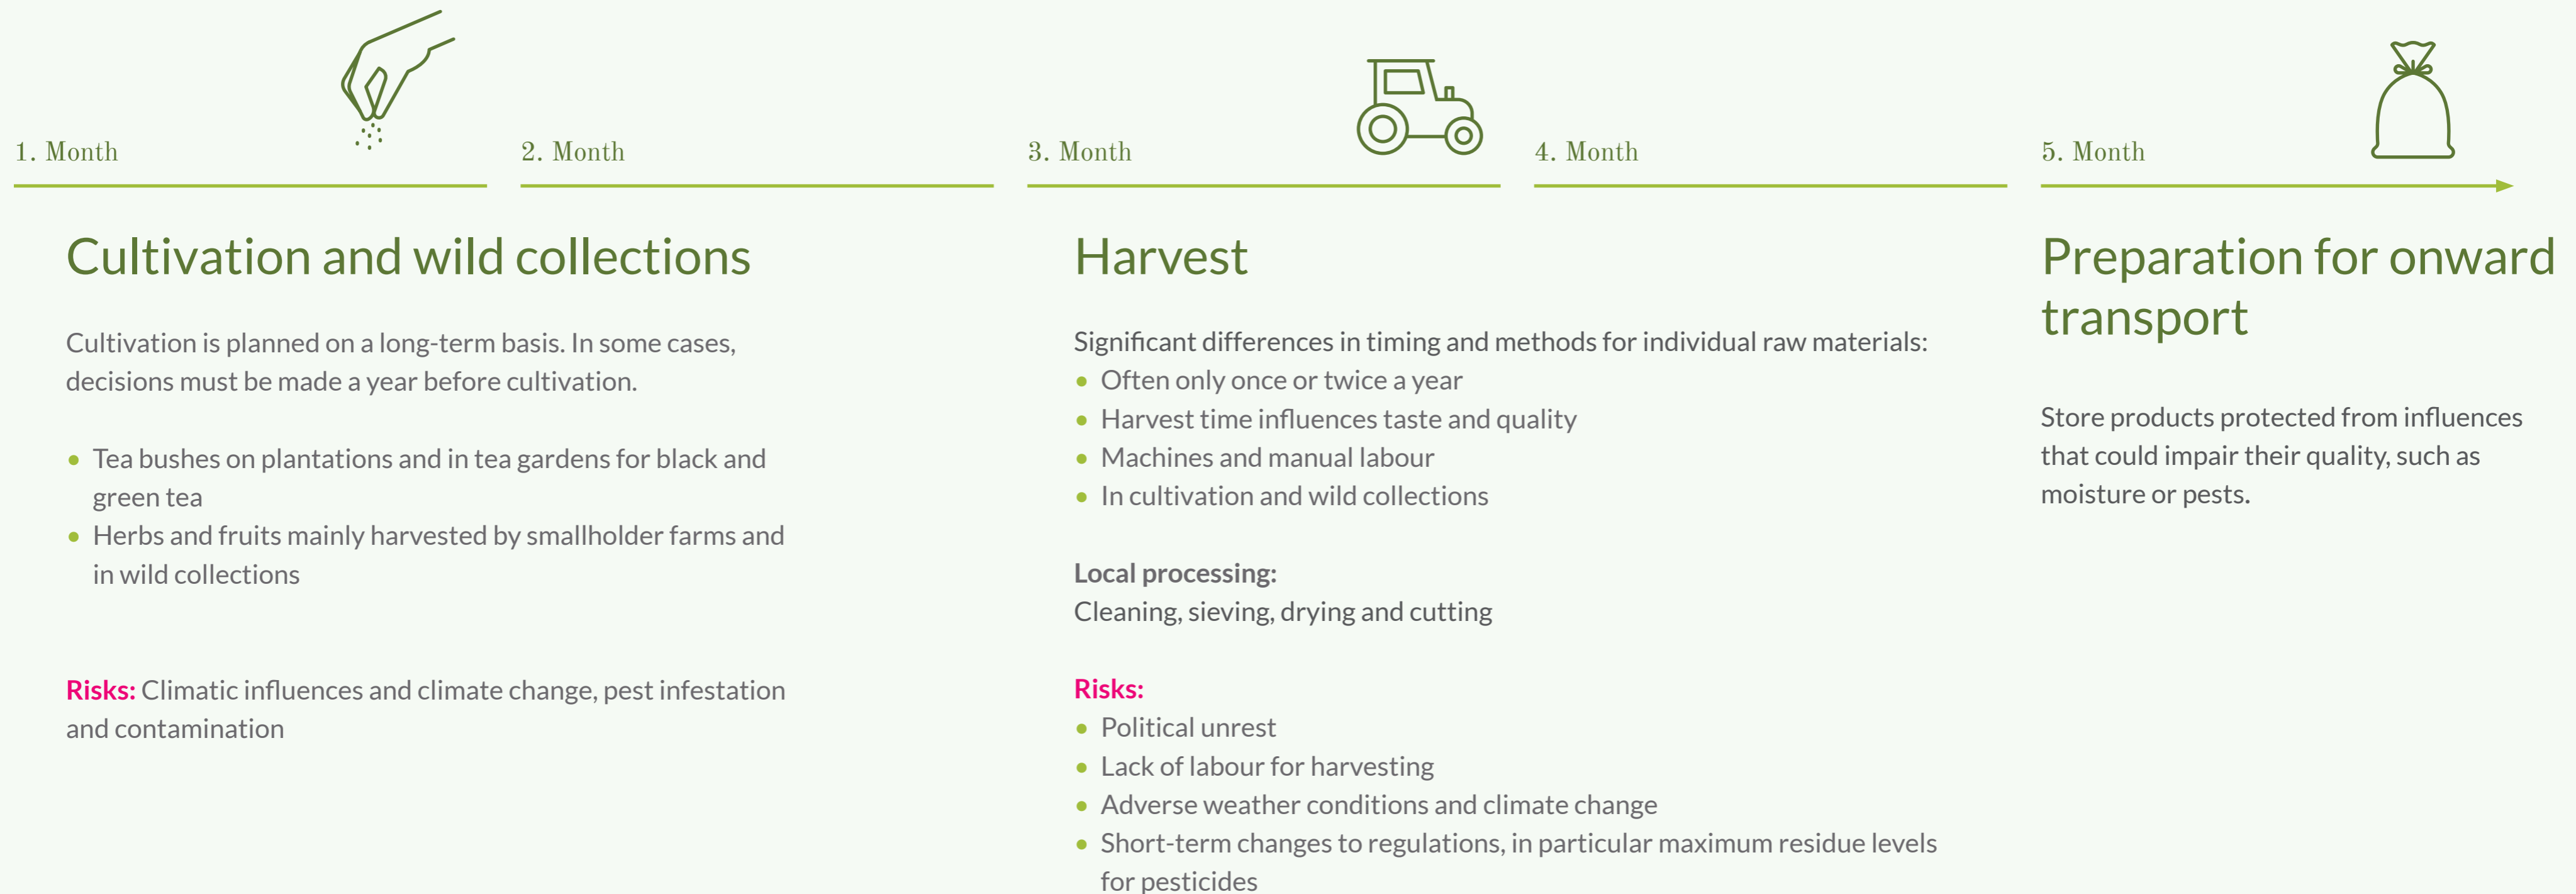 1. Month
2. Month
3. Month
4. Month
5. Month
Cultivation and wild collections
Cultivation is planned on a long-term basis. In some cases,
decisions must be made a year before cultivation.
• Tea bushes on plantations and in tea gardens for black and
green tea
• Herbs and fruits mainly harvested by smallholder farms and
in wild collections
Risks: Climatic influences and climate change, pest infestation
and contamination
Harvest
Significant differences in timing and methods for individual raw materials:
• Often only once or twice a year
• Harvest time influences taste and quality
• Machines and manual labour
• In cultivation and wild collections
Local processing:
Cleaning, sieving, drying and cutting
Risks:
• Political unrest
• Lack of labour for harvesting
• Adverse weather conditions and climate change
• Short-term changes to regulations, in particular maximum residue levels
for pesticides
Preparation for onward
transport
Store products protected from influences
that could impair their quality, such as
moisture or pests.